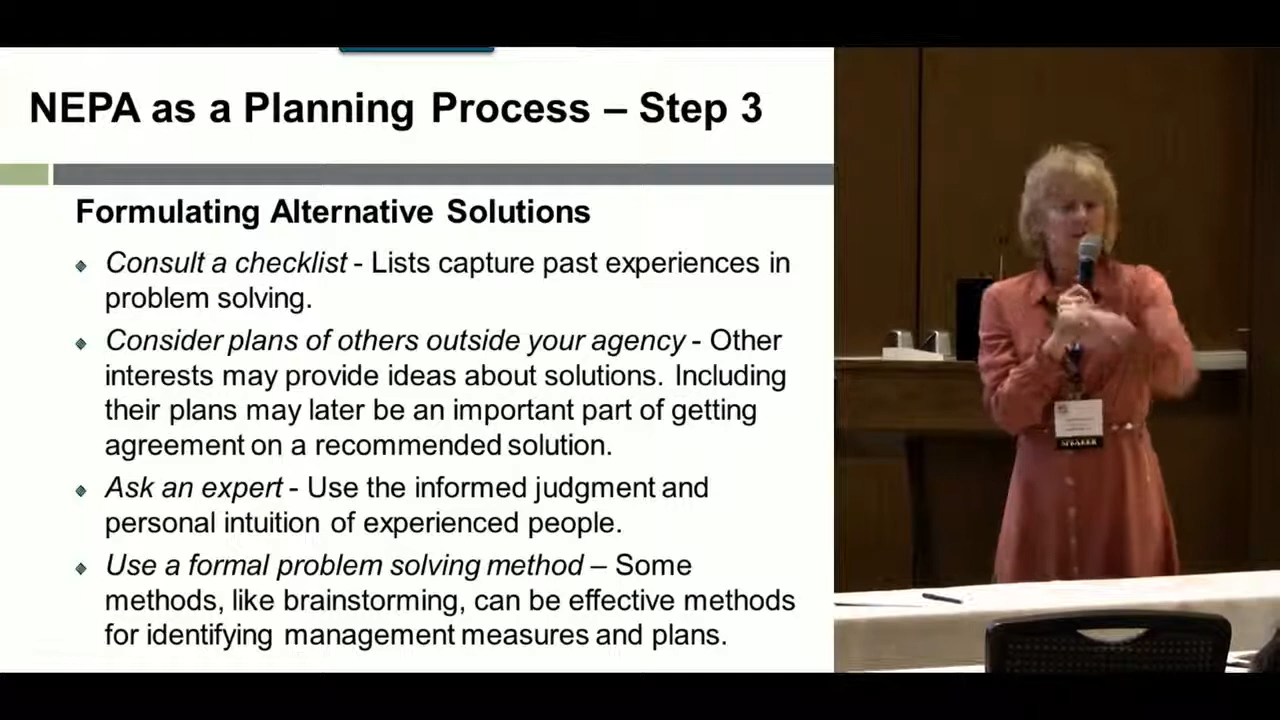 NEPA as a Planning Process – Step 3
Formulating Alternative Solutions
Consult a checklist - Lists capture past experiences in
problem solving.
Consider plans of others outside your agency - Other
interests may provide ideas about solutions. Including
their plans may later be an important part of getting
agreement on a recommended solution.
Ask an expert - Use the informed judgment and
personal intuition of experienced people.
Use a formal problem solving method – Some
methods, like brainstorming, can be effective methods
for identifying management measures and plans.
SPEAKER